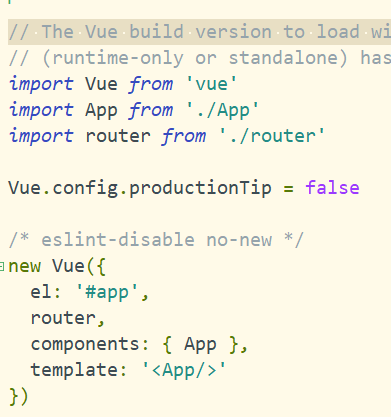 // The Vue build version to load wi
// (runtime-only or standalone) has
import Vue from 'vue'
import App from './App'
import router from './router'
Vue.config.productionTip = false
/* eslint-disable no-new */
new Vue({
  el: '#app',
  router,
  components: { App },
  template: '<App/>'
})